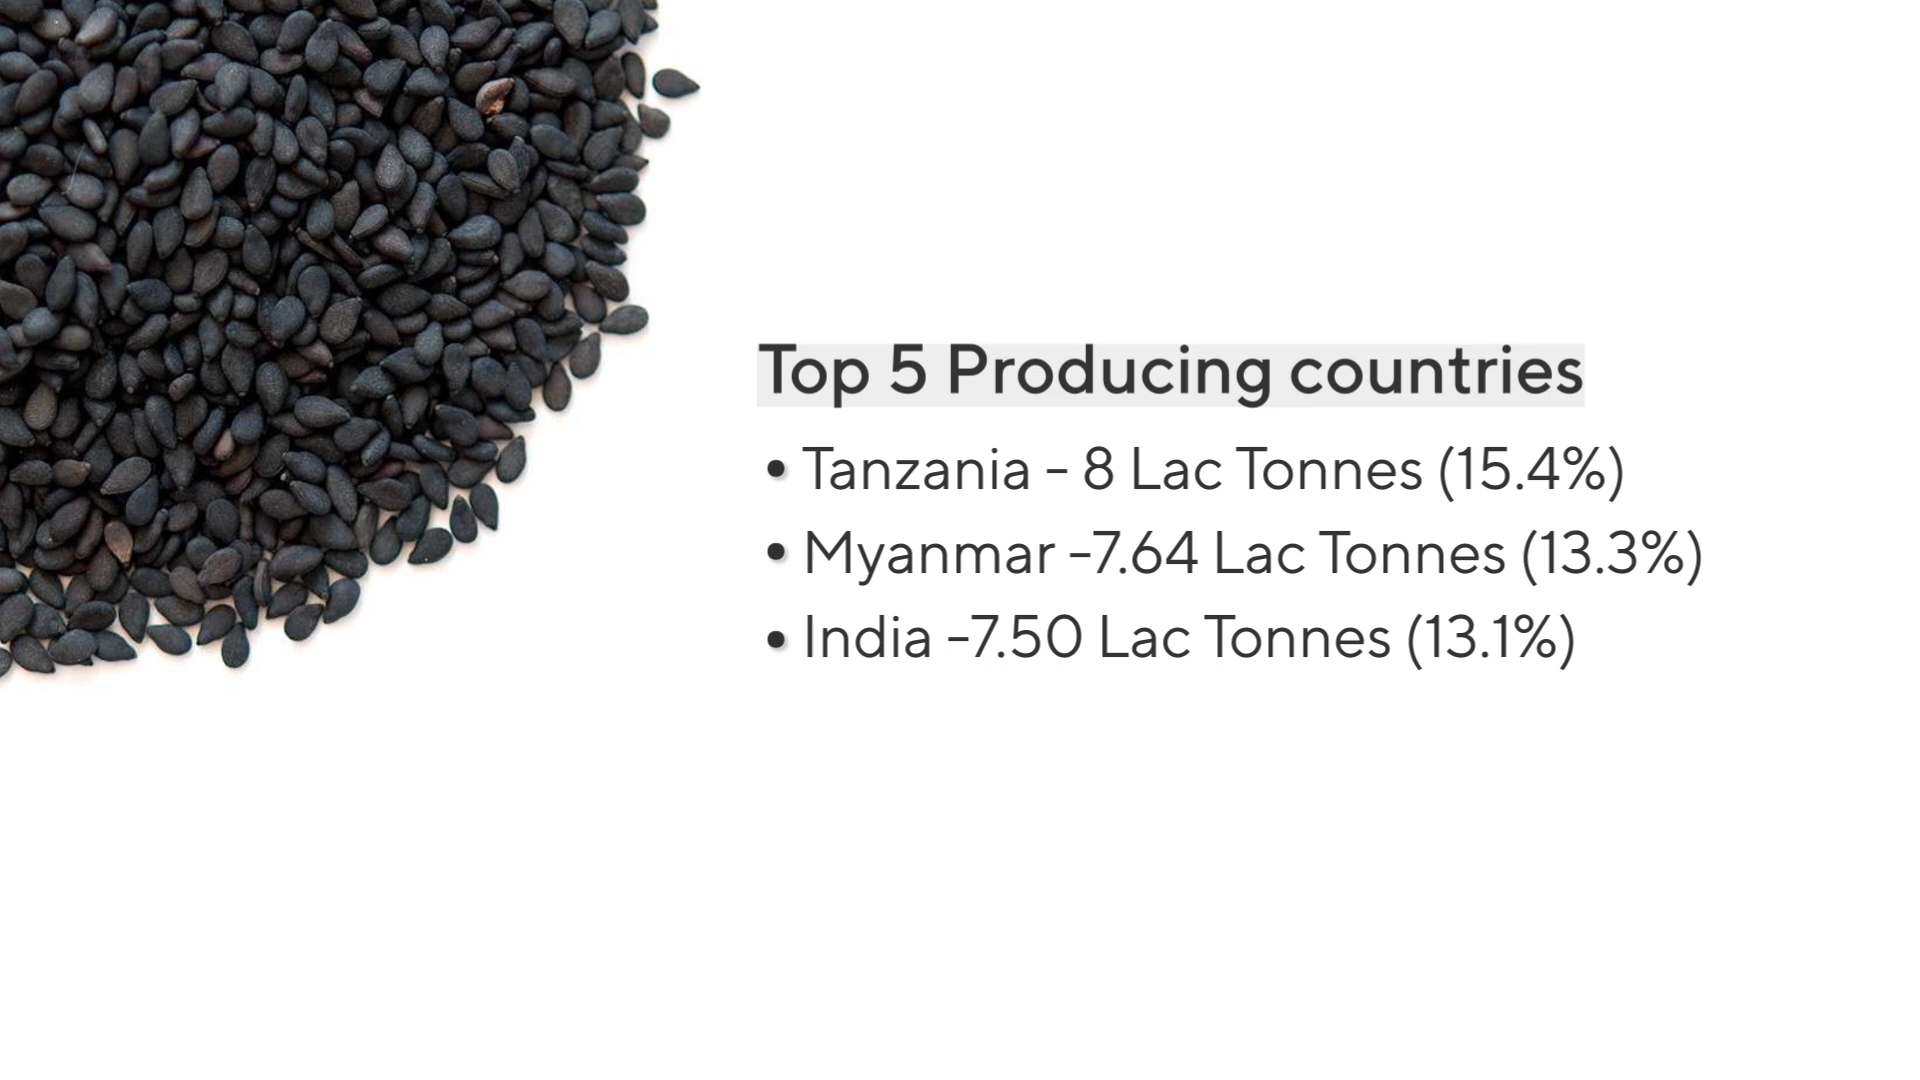 Top 5 Producing countries
• Tanzania - 8 Lac Tonnes (15.4%)
• Myanmar -7.64 Lac Tonnes (13.3%)
• India -7.50 Lac Tonnes (13.1%)